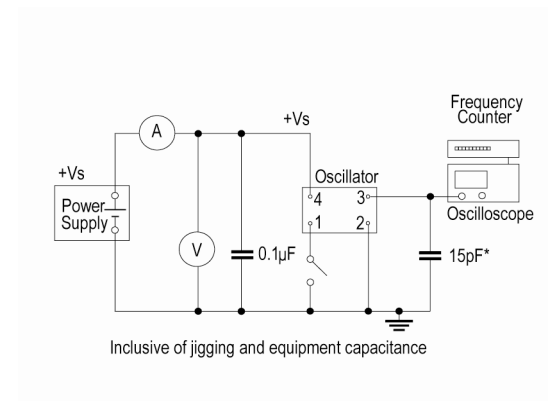 Frequency
Counter
+Vs
A
+Vs
Oscillator
Power
Supply
4
3
1
2
Oscilloscope
V
0.1µF
15pF*
Inclusive of jigging and equipment capacitance